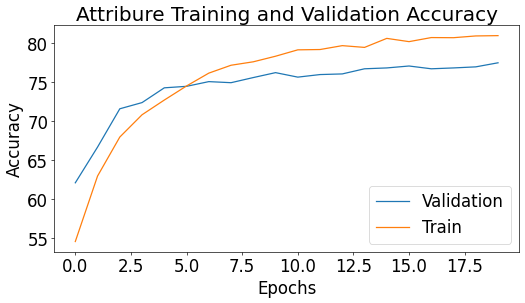 Attribure Training and Validation Accuracy
80
75
70
65
60
55
Accuracy
Validation
Train
0.0 2.5 5.0 7.5 10.0 12.5 15.0 17.5
Epochs